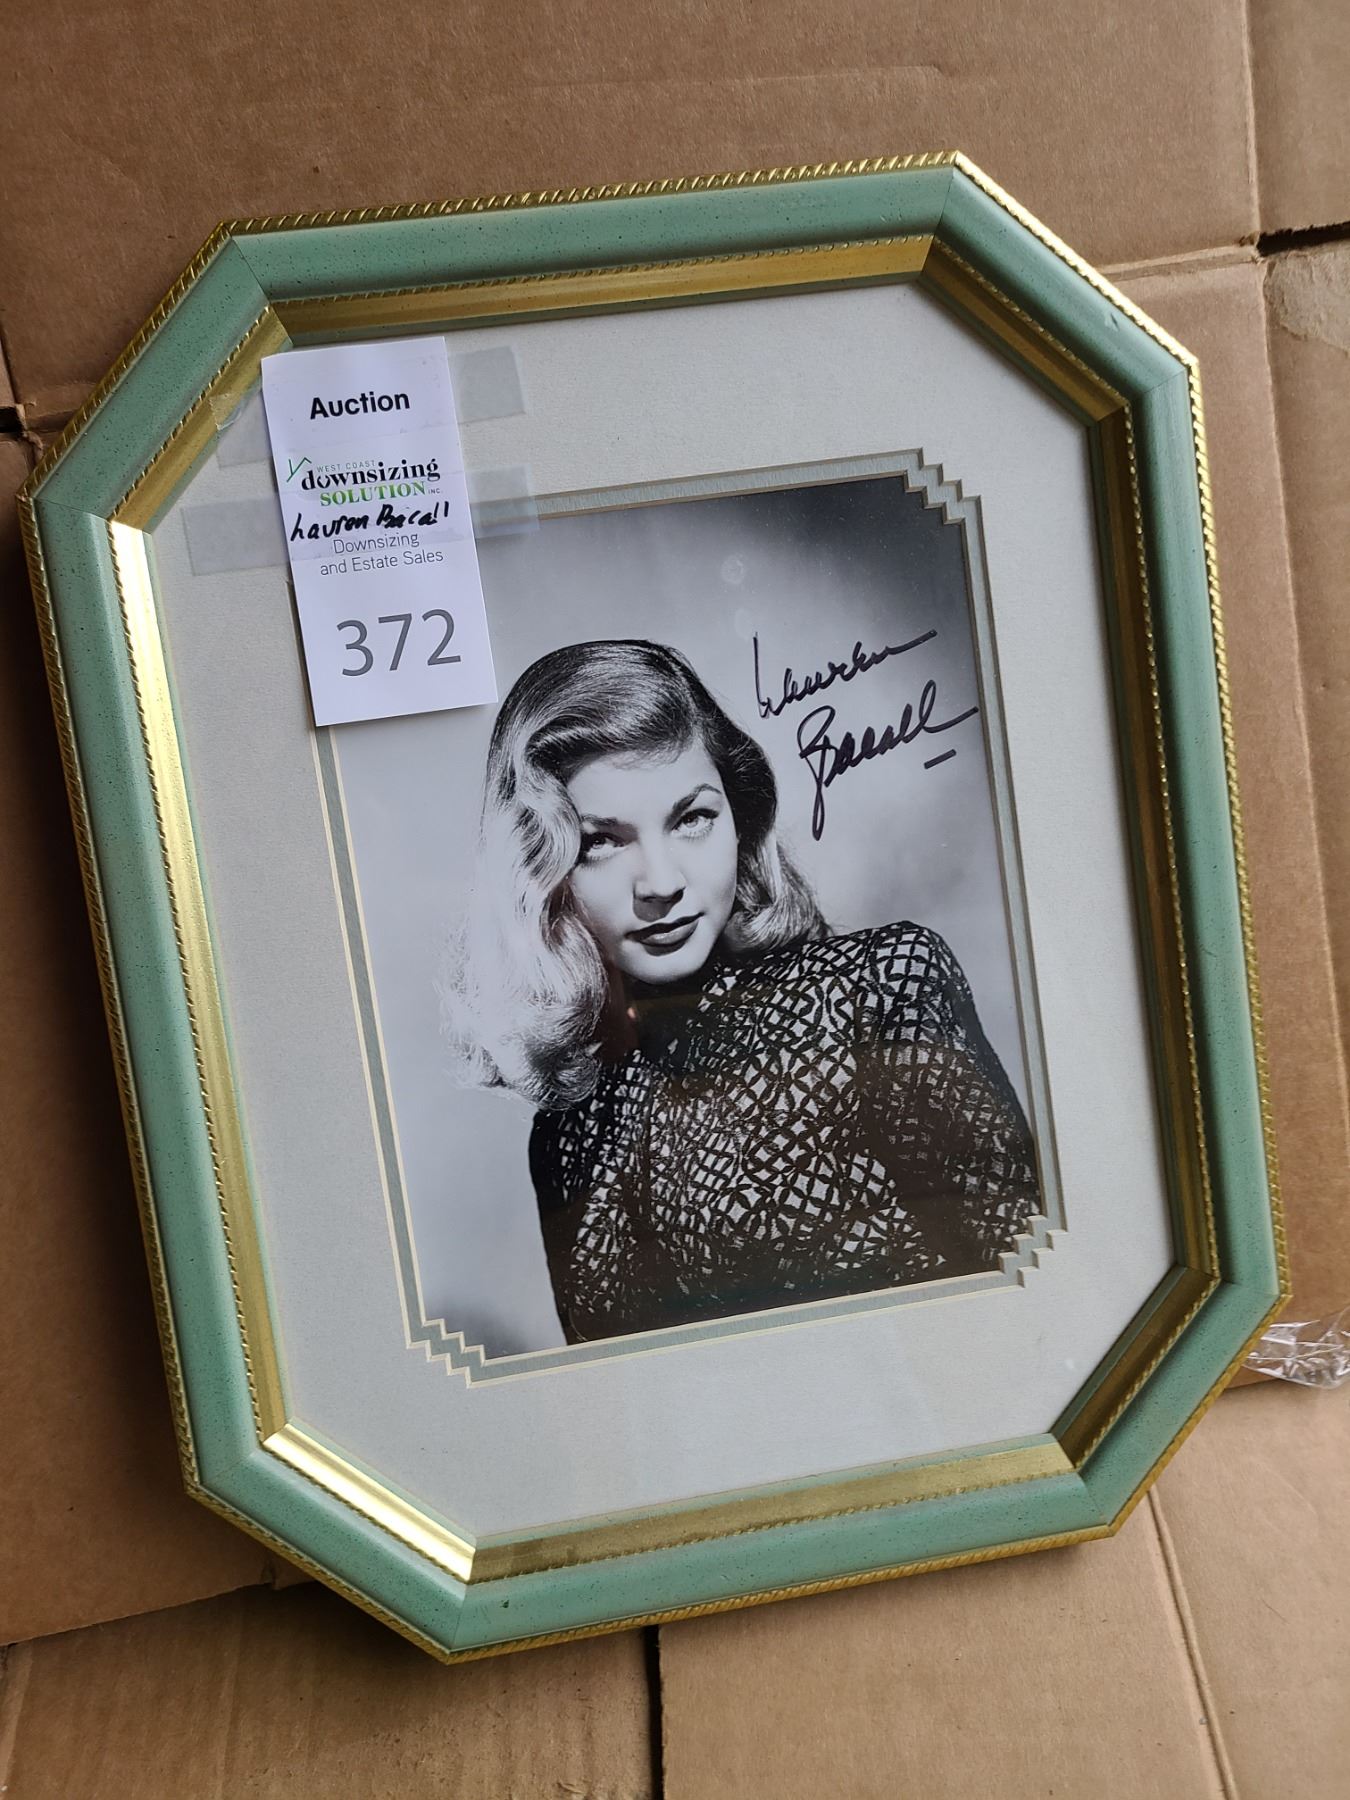 Auction
WEST COAST
downsizing
SOLUTION INC.
Lauren Bacall
Downsizing
and Estate Sales
372
Lauren
Bacall